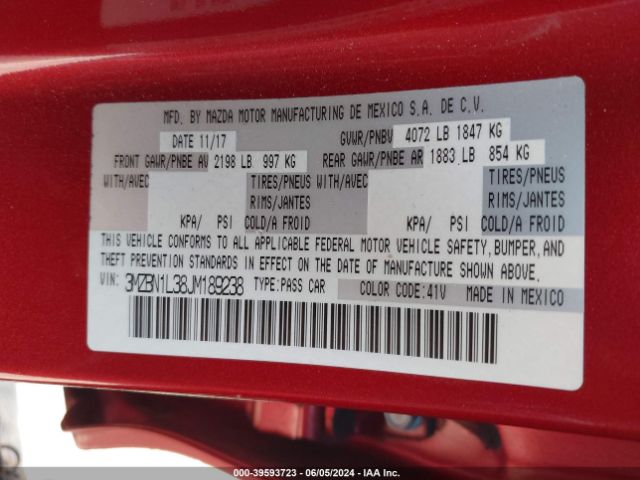 MFD. BY MAZDA MOTOR MANUFACTURING DE MEXICO S.A. DE C.V.
DATE 11/17 GVWR/PNBV 4072 LB 1847 KG
FRONT GAWR/PNBE AV 2198 LB 997 KG REAR GAWR/PNBE AR 1883 LB 854 KG
WITH/AVEC TIRES/PNEUS WITH/AVEC TIRES/PNEUS
RIMS/JANTES RIMS/JANTES
KPA/ PSI COLD/A FROID KPA/ PSI COLD/A FROID
THIS VEHICLE CONFORMS TO ALL APPLICABLE FEDERAL MOTOR VEHICLE SAFETY, BUMPER, AND
THEFT PREVENTION STANDARDS IN EFFECT ON THE DATE OF MANUFACTURE SHOWN ABOVE.
VIN: 3MZBN1L38JM189238 TYPE: PASS CAR COLOR CODE: 41V MADE IN MEXICO
000-39593723 - 06/05/2024 - IAA Inc.